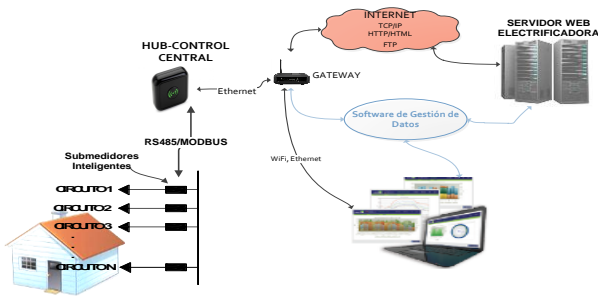 INTERNET
TCP/IP
HTTP/HTML
FTP
SERVIDOR WEB
ELECTRIFICADORA
HUB-CONTROL
CENTRAL
GATEWAY
Ethernet
Software de Gestión de
Datos
RS485/MODBUS
WiFi, Ethernet
Submedidores
Inteligentes
CIRCUITO1
CIRCUITO2
CIRCUITO3
.
.
.
CIRCUITON